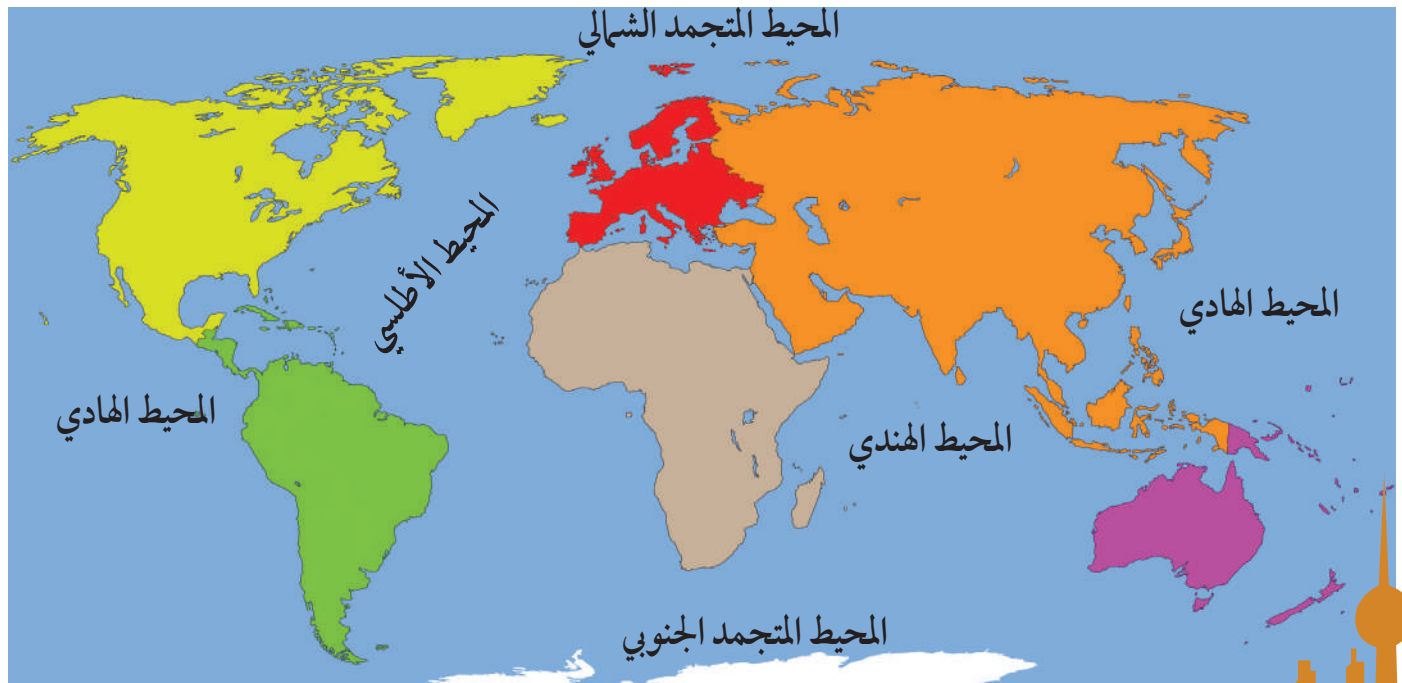 المحيط المتجمد الشمالي
المحيط الأطلسي
المحيط الهادي
المحيط الهادي
المحيط الهندي
المحيط المتجمد الجنوبي